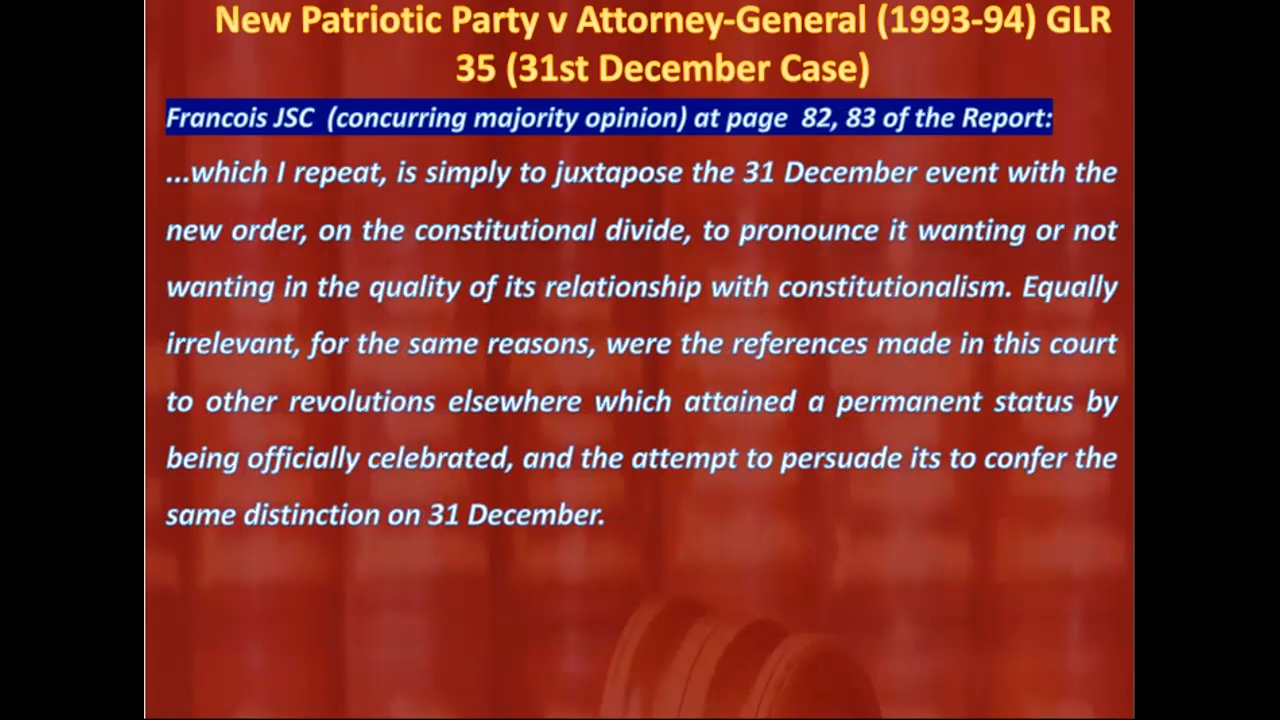 New Patriotic Party v Attorney-General (1993-94) GLR
35 (31st December Case)
Francois JSC (concurring majority opinion) at page 82, 83 of the Report:
...which I repeat, is simply to juxtapose the 31 December event with the
new order, on the constitutional divide, to pronounce it wanting or not
wanting in the quality of its relationship with constitutionalism. Equally
irrelevant, for the same reasons, were the references made in this court
to other revolutions elsewhere which attained a permanent status by
being officially celebrated, and the attempt to persuade its to confer the
same distinction on 31 December.